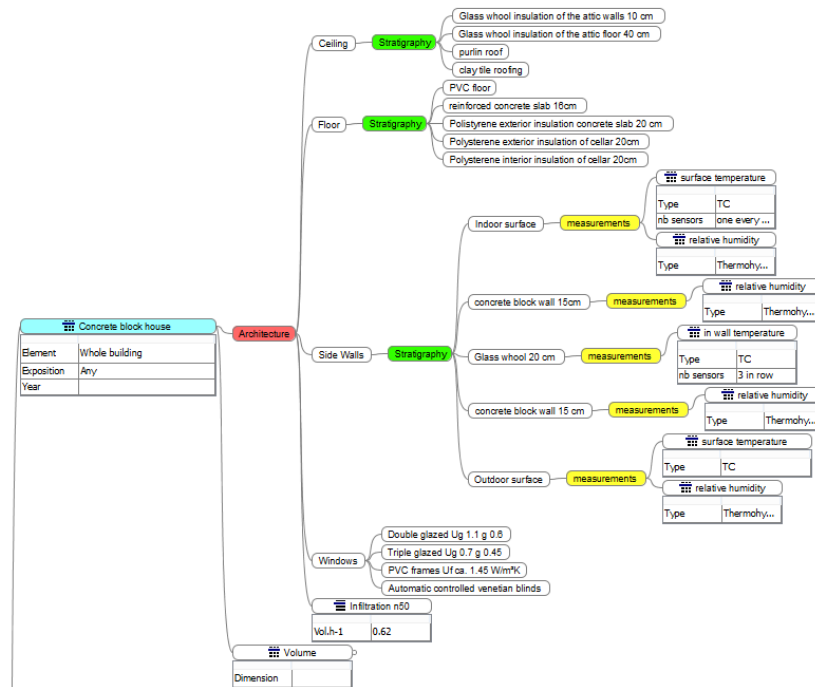 Glass whool insulation of the attic walls 10 cm
Glass whool insulation of the attic floor 40 cm
Ceiling
Stratigraphy
purlin roof
clay tile roofing
PVC floor
reinforced concrete slab 16cm
Floor
Stratigraphy
Polistyrene exterior insulation concrete slab 20 cm
Polysterene exterior insulation of cellar 20cm
Polysterene interior insulation of cellar 20cm
surface temperature
Type TC
nb sensors one every ...
Indoor surface
measurements
relative humidity
Type Thermohy...
concrete block wall 15cm
measurements
relative humidity
Type Thermohy...
Concrete block house
Element Whole building
Exposition Any
Year
Architecture
Side Walls
Stratigraphy
Glass whool 20 cm
measurements
in wall temperature
Type TC
nb sensors 3 in row
concrete block wall 15 cm
measurements
relative humidity
Type Thermohy...
Outdoor surface
measurements
surface temperature
Type TC
relative humidity
Type Thermohy...
Windows
Double glazed Ug 1.1 g 0.6
Triple glazed Ug 0.7 g 0.45
PVC frames Uf ca. 1.45 W/m²K
Automatic controlled venetian blinds
Infiltration n50
Vol.h-1 0.62
Volume
Dimension